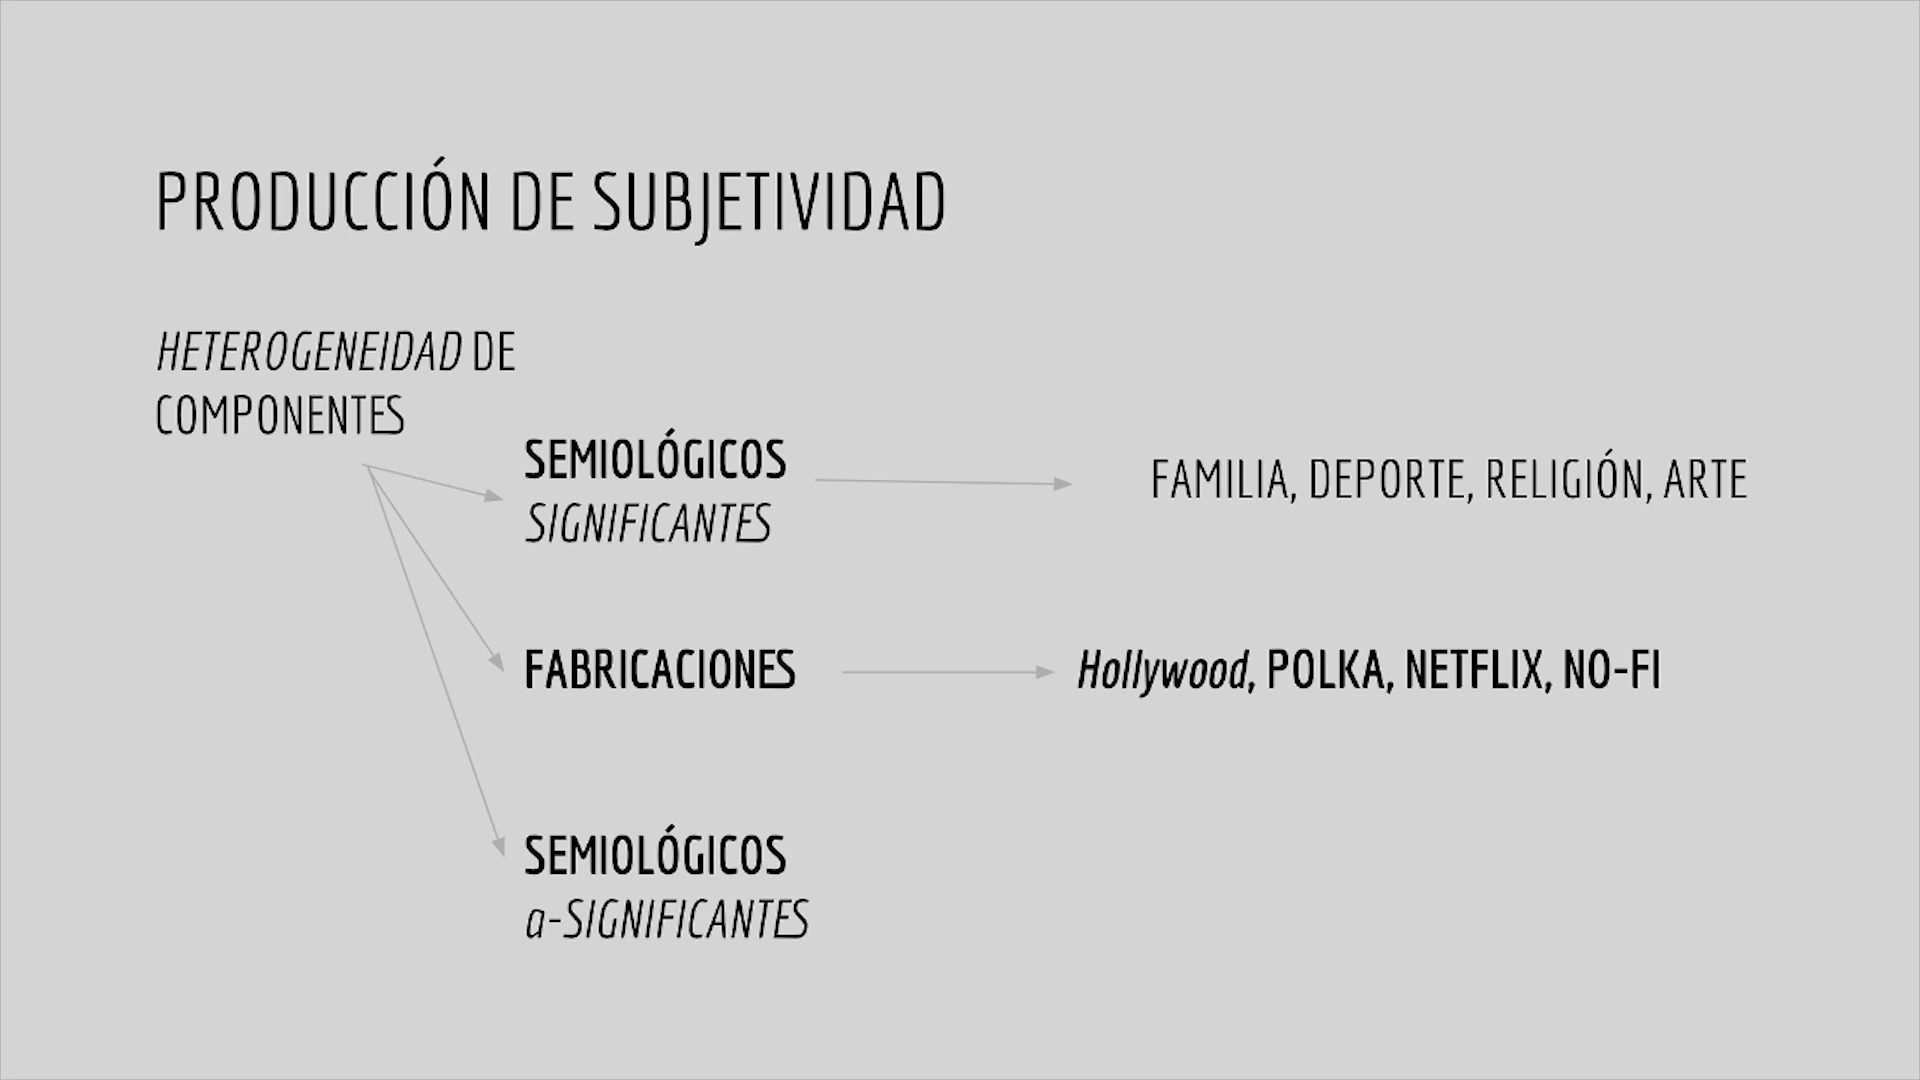 PRODUCCIÓN DE SUBJETIVIDAD
HETEROGENEIDAD DE
COMPONENTES
SEMIOLÓGICOS
SIGNIFICANTES
FAMILIA, DEPORTE, RELIGIÓN, ARTE
FABRICACIONES
Hollywood, POLKA, NETFLIX, NO-FI
SEMIOLÓGICOS
a-SIGNIFICANTES